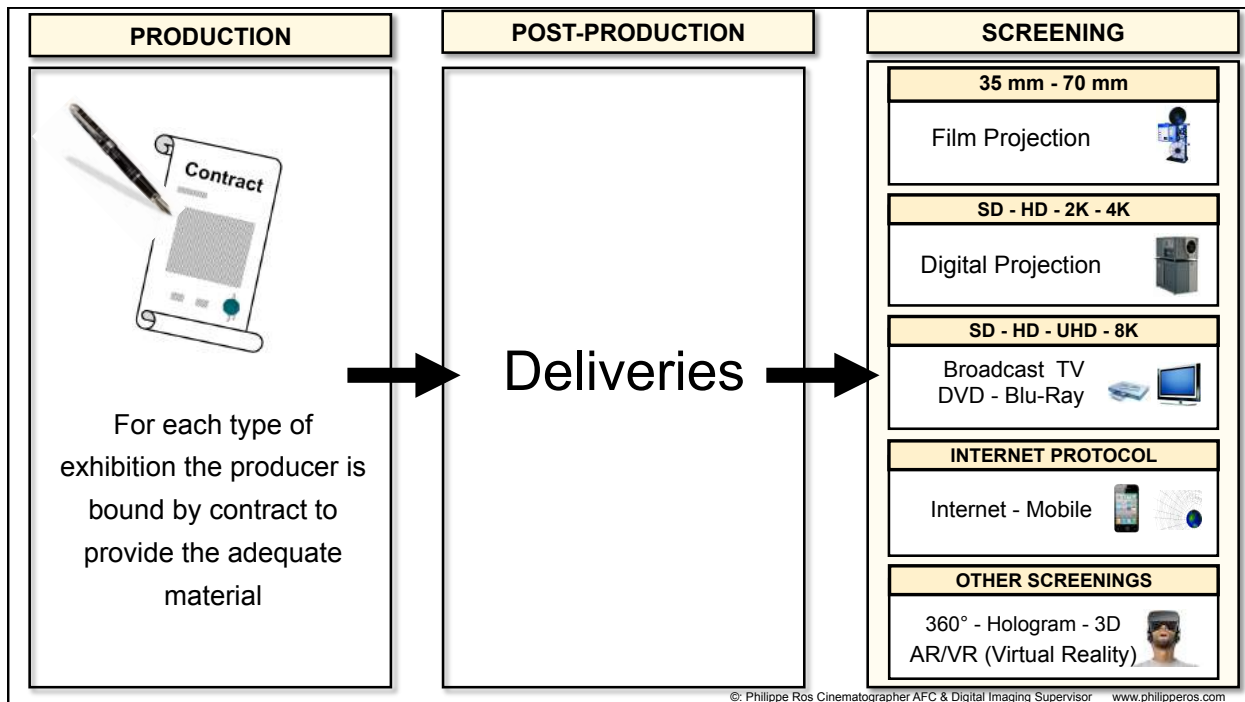 PRODUCTION
Contract
For each type of
exhibition the producer is
bound by contract to
provide the adequate
material
POST-PRODUCTION
Deliveries
SCREENING
35 mm - 70 mm
Film Projection
SD - HD - 2K - 4K
Digital Projection
SD - HD - UHD - 8K
Broadcast TV
DVD - Blu-Ray
INTERNET PROTOCOL
Internet - Mobile
OTHER SCREENINGS
360° - Hologram - 3D
AR/VR (Virtual Reality)
©: Philippe Ros Cinematographer AFC & Digital Imaging Supervisor www.philipperos.com